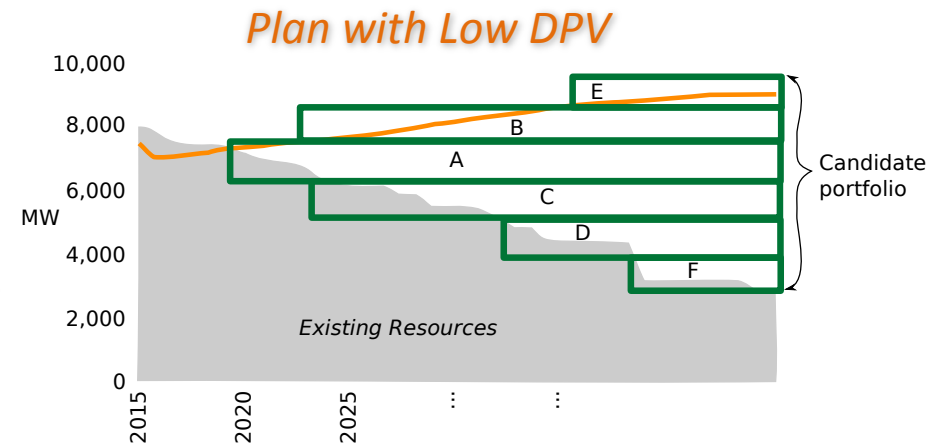 Plan with Low DPV
10,000
8,000
6,000
MW
4,000
2,000
0
E
B
A
C
D
F
Candidate
portfolio
Existing Resources
2015
2020
2025
...
...